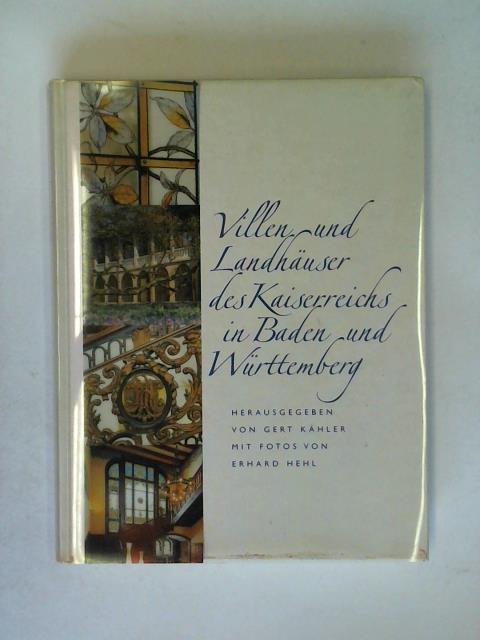 Villen und
Landhäuser
des Kaiserreichs
in Baden und
Württemberg
HERAUSGEGEBEN
VON GERT KÄHLER
MIT FOTOS VON
ERHARD HEHL